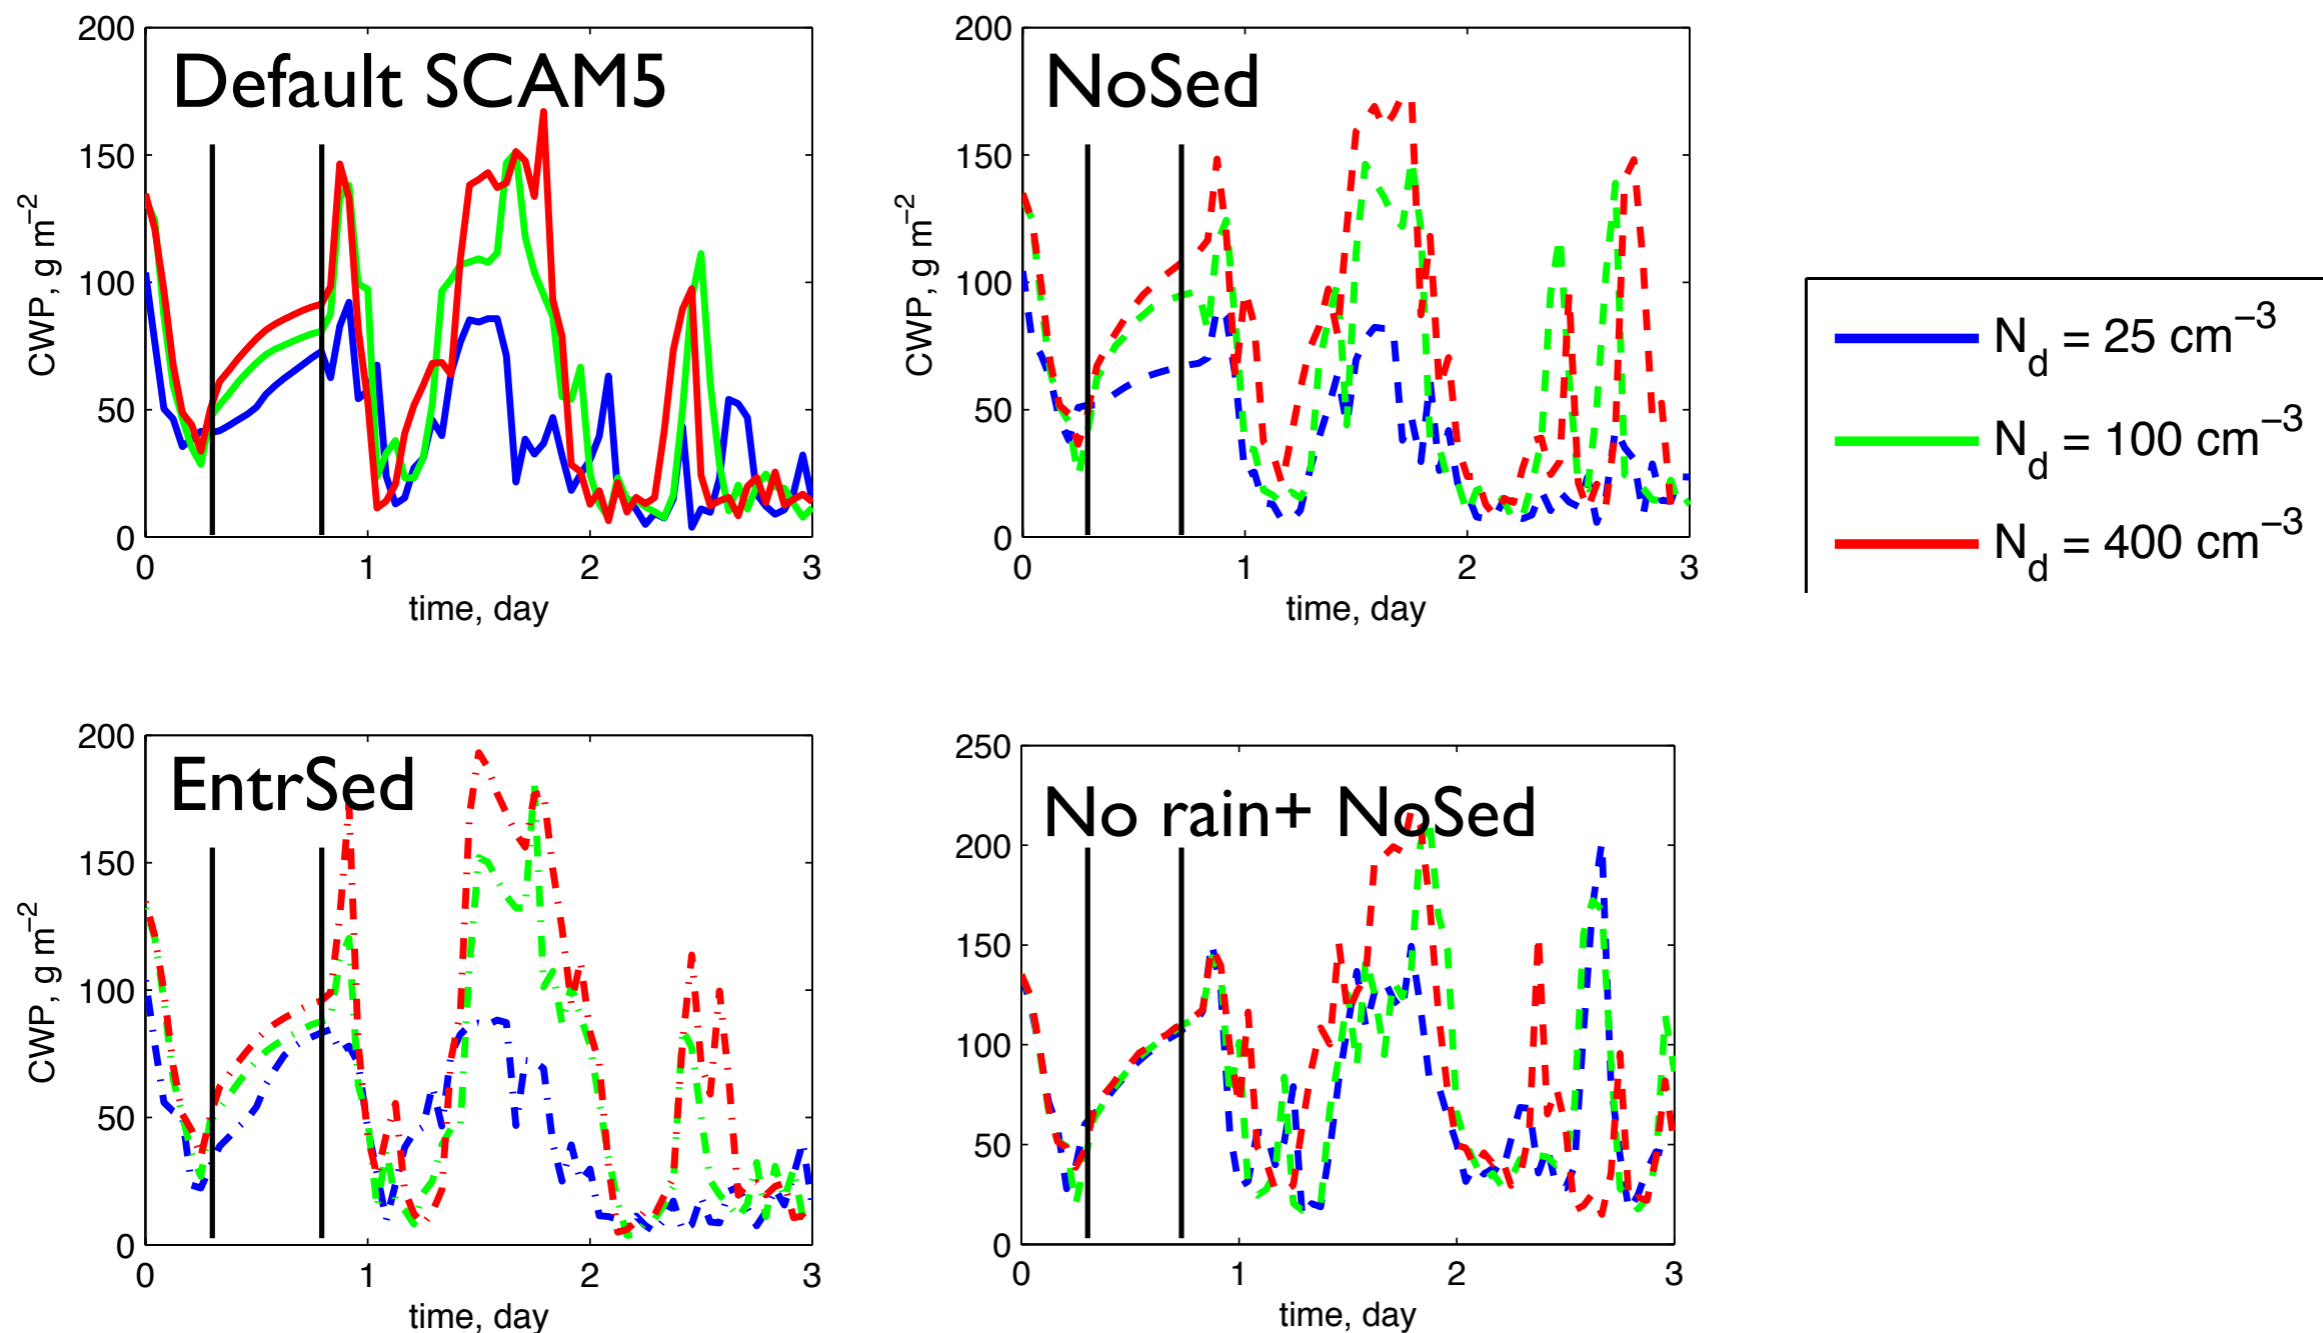 Default SCAM5
200
150
100
50
0
CWP, g m−2
0 1 2 3
time, day
NoSed
200
150
100
50
0
CWP, g m−2
0 1 2 3
time, day
Nd = 25 cm−3
Nd = 100 cm−3
Nd = 400 cm−3
EntrSed
200
150
100
50
0
CWP, g m−2
0 1 2 3
time, day
No rain+ NoSed
250
200
150
100
50
0
0 1 2 3
time, day